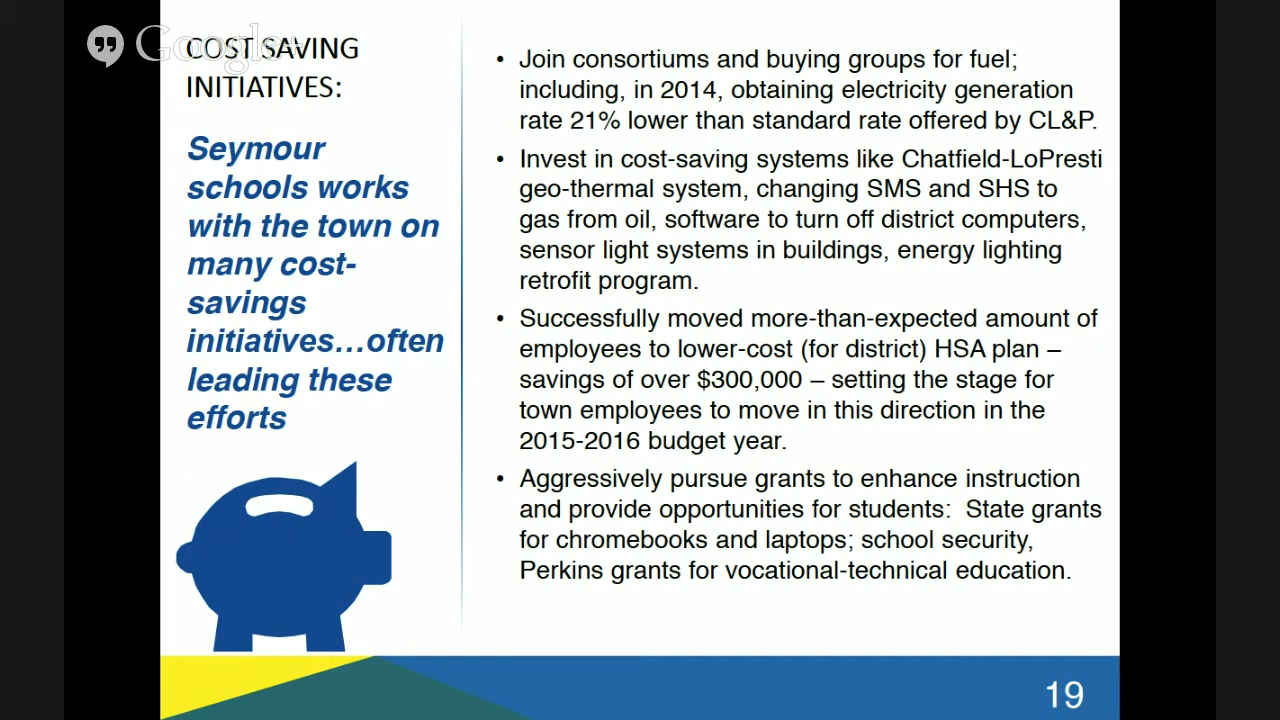 Google+
COST SAVING
INITIATIVES:
Seymour
schools works
with the town on
many cost-
savings
initiatives…often
leading these
efforts
• Join consortiums and buying groups for fuel;
including, in 2014, obtaining electricity generation
rate 21% lower than standard rate offered by CL&P.
• Invest in cost-saving systems like Chatfield-LoPresti
geo-thermal system, changing SMS and SHS to
gas from oil, software to turn off district computers,
sensor light systems in buildings, energy lighting
retrofit program.
• Successfully moved more-than-expected amount of
employees to lower-cost (for district) HSA plan –
savings of over $300,000 – setting the stage for
town employees to move in this direction in the
2015-2016 budget year.
• Aggressively pursue grants to enhance instruction
and provide opportunities for students:  State grants
for chromebooks and laptops; school security,
Perkins grants for vocational-technical education.
19